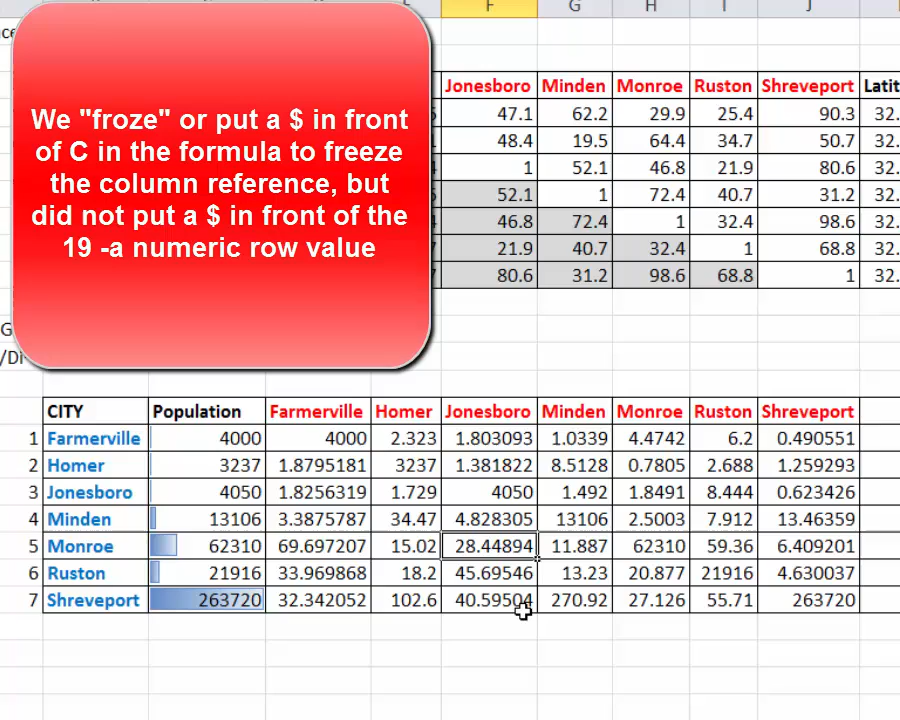 F G H I J
We "froze" or put a $ in front
of C in the formula to freeze
the column reference, but
did not put a $ in front of the
19 -a numeric row value
Jonesboro Minden Monroe Ruston Shreveport Latit
47.1 62.2 29.9 25.4 90.3 32.
48.4 19.5 64.4 34.7 50.7 32.
1 52.1 46.8 21.9 80.6 32.
52.1 1 72.4 40.7 31.2 32.
46.8 72.4 1 32.4 98.6 32.
21.9 40.7 32.4 1 68.8 32.
80.6 31.2 98.6 68.8 1 32.
G
/Di
CITY Population Farmerville Homer Jonesboro Minden Monroe Ruston Shreveport
1 Farmerville 4000 4000 2.323 1.803093 1.0339 4.4742 6.2 0.490551
2 Homer 3237 1.8795181 3237 1.381822 8.5128 0.7805 2.688 1.259293
3 Jonesboro 4050 1.8256319 1.729 4050 1.492 1.8491 8.444 0.623426
4 Minden 13106 3.3875787 34.47 4.828305 13106 2.5003 7.912 13.46359
5 Monroe 62310 69.697207 15.02 28.44894 11.887 62310 59.36 6.409201
6 Ruston 21916 33.969868 18.2 45.69546 13.23 20.877 21916 4.630037
7 Shreveport 263720 32.342052 102.6 40.59504 270.92 27.126 55.71 263720